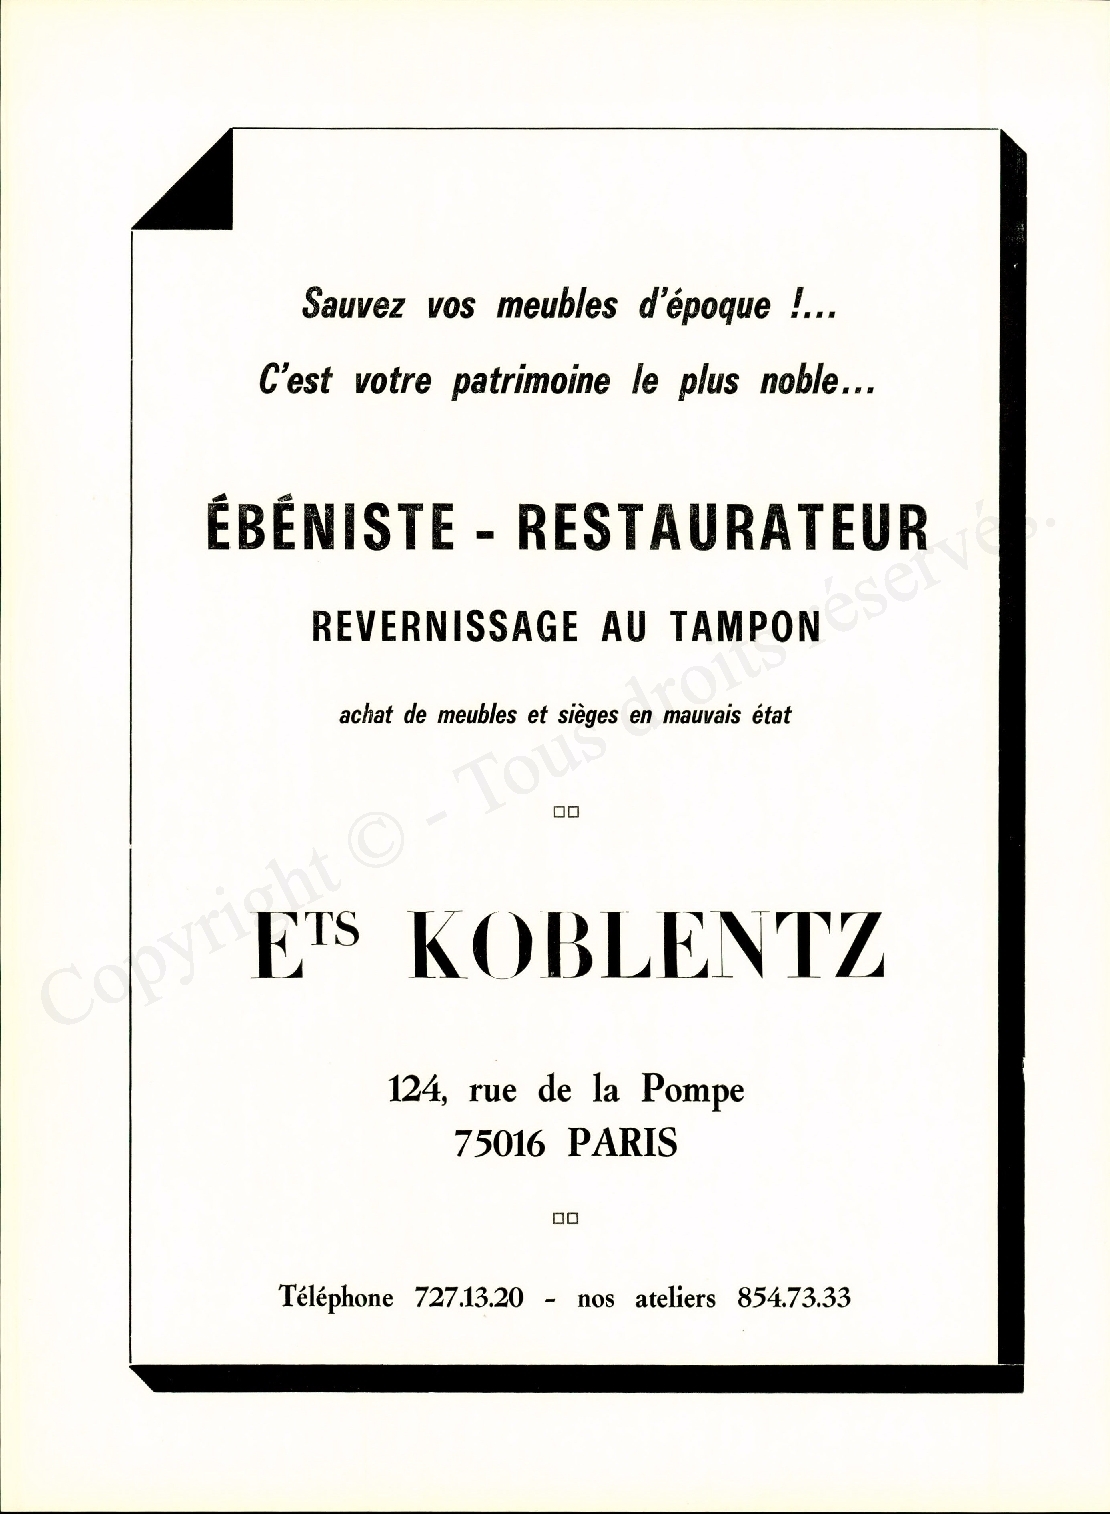 Sauvez vos meubles d'époque !...
C'est votre patrimoine le plus noble...
ÉBÉNISTE - RESTAURATEUR
REVERNISSAGE AU TAMPON
achat de meubles et sièges en mauvais état
Copyright © - Tous droits réservés.
ETS KOBLENTZ
124, rue de la Pompe
75016 PARIS
Téléphone 727.13.20 - nos ateliers 854.73.33